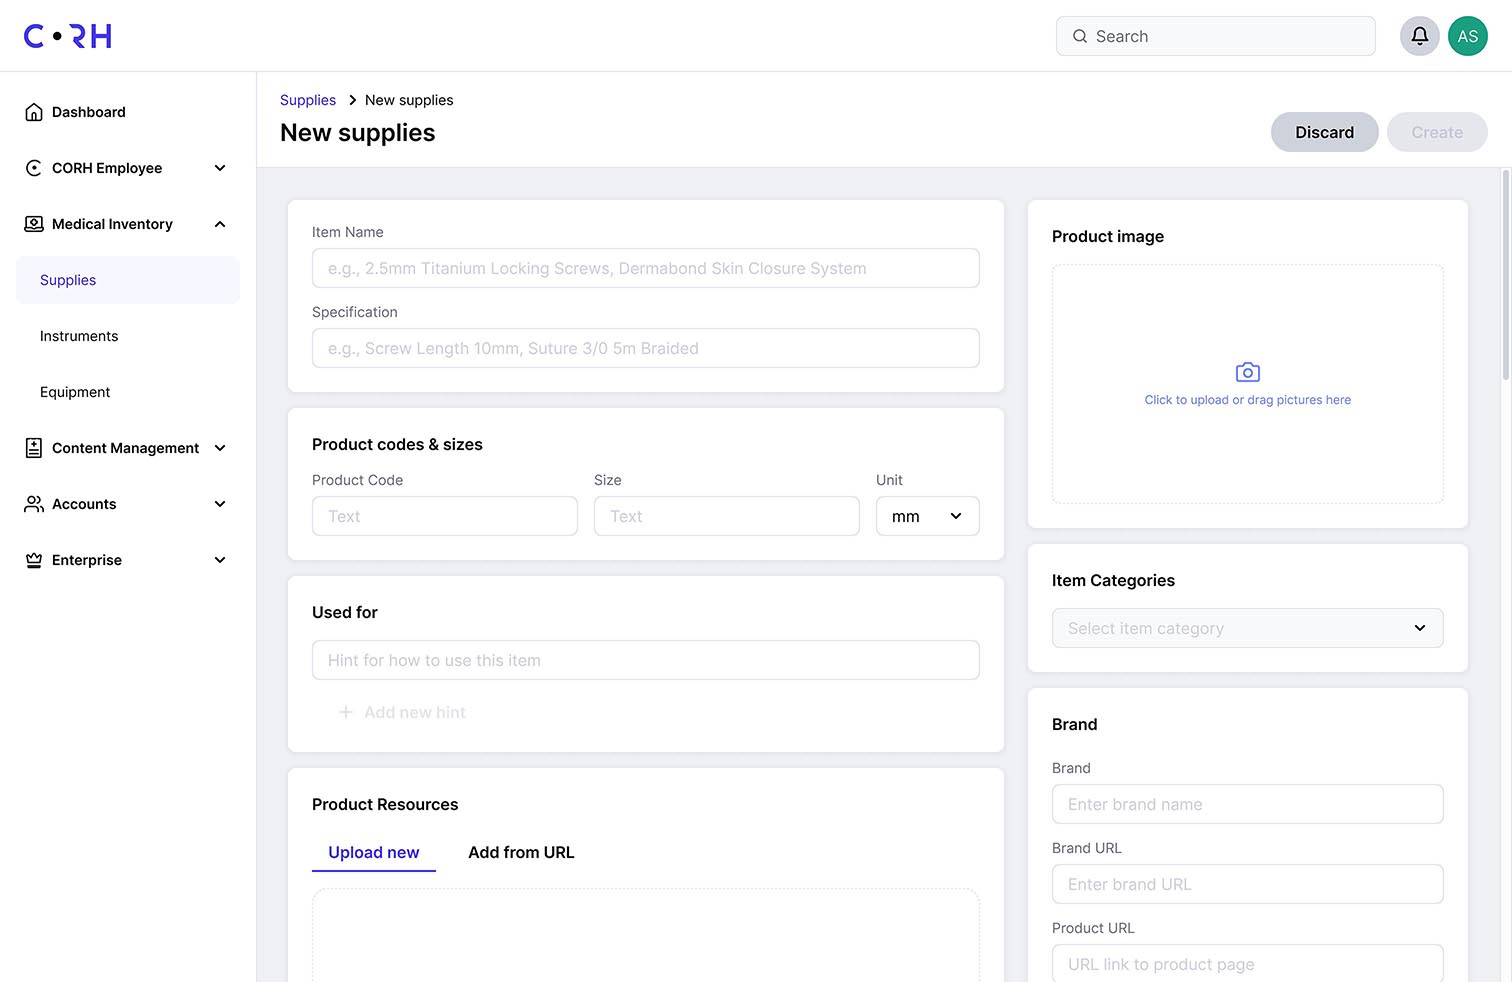 C•RH
Search
AS
Dashboard
CORH Employee
Medical Inventory
Supplies
Instruments
Equipment
Content Management
Accounts
Enterprise
Supplies > New supplies
New supplies
Discard
Create
Item Name
e.g., 2.5mm Titanium Locking Screws, Dermabond Skin Closure System
Specification
e.g., Screw Length 10mm, Suture 3/0 5m Braided
Product codes & sizes
Product Code Size Unit
Text Text mm
Used for
Hint for how to use this item
+ Add new hint
Product Resources
Upload new Add from URL
Product image
Click to upload or drag pictures here
Item Categories
Select item category
Brand
Brand
Enter brand name
Brand URL
Enter brand URL
Product URL
URL link to product page